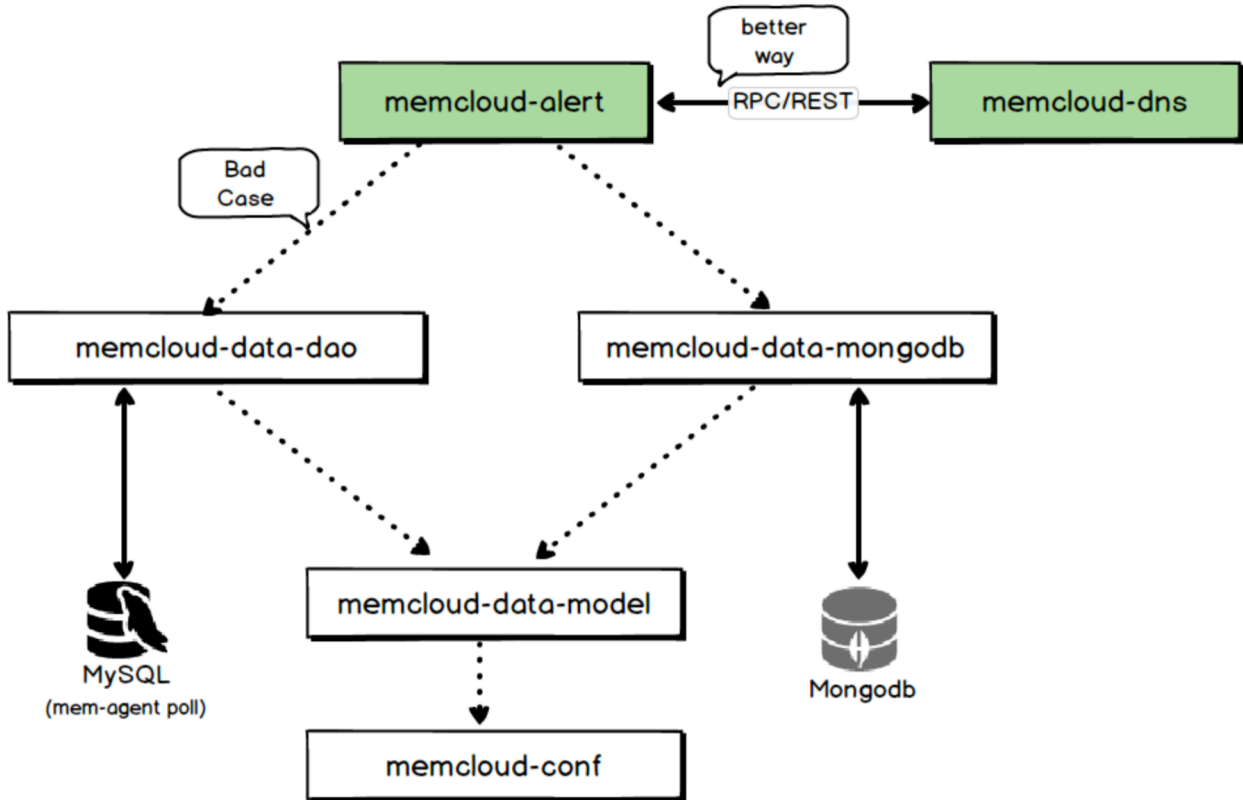 better
way
memcloud-alert
RPC/REST
memcloud-dns
Bad
Case
memcloud-data-dao
memcloud-data-mongodb
memcloud-data-model
MySQL
(mem-agent poll)
Mongodb
memcloud-conf